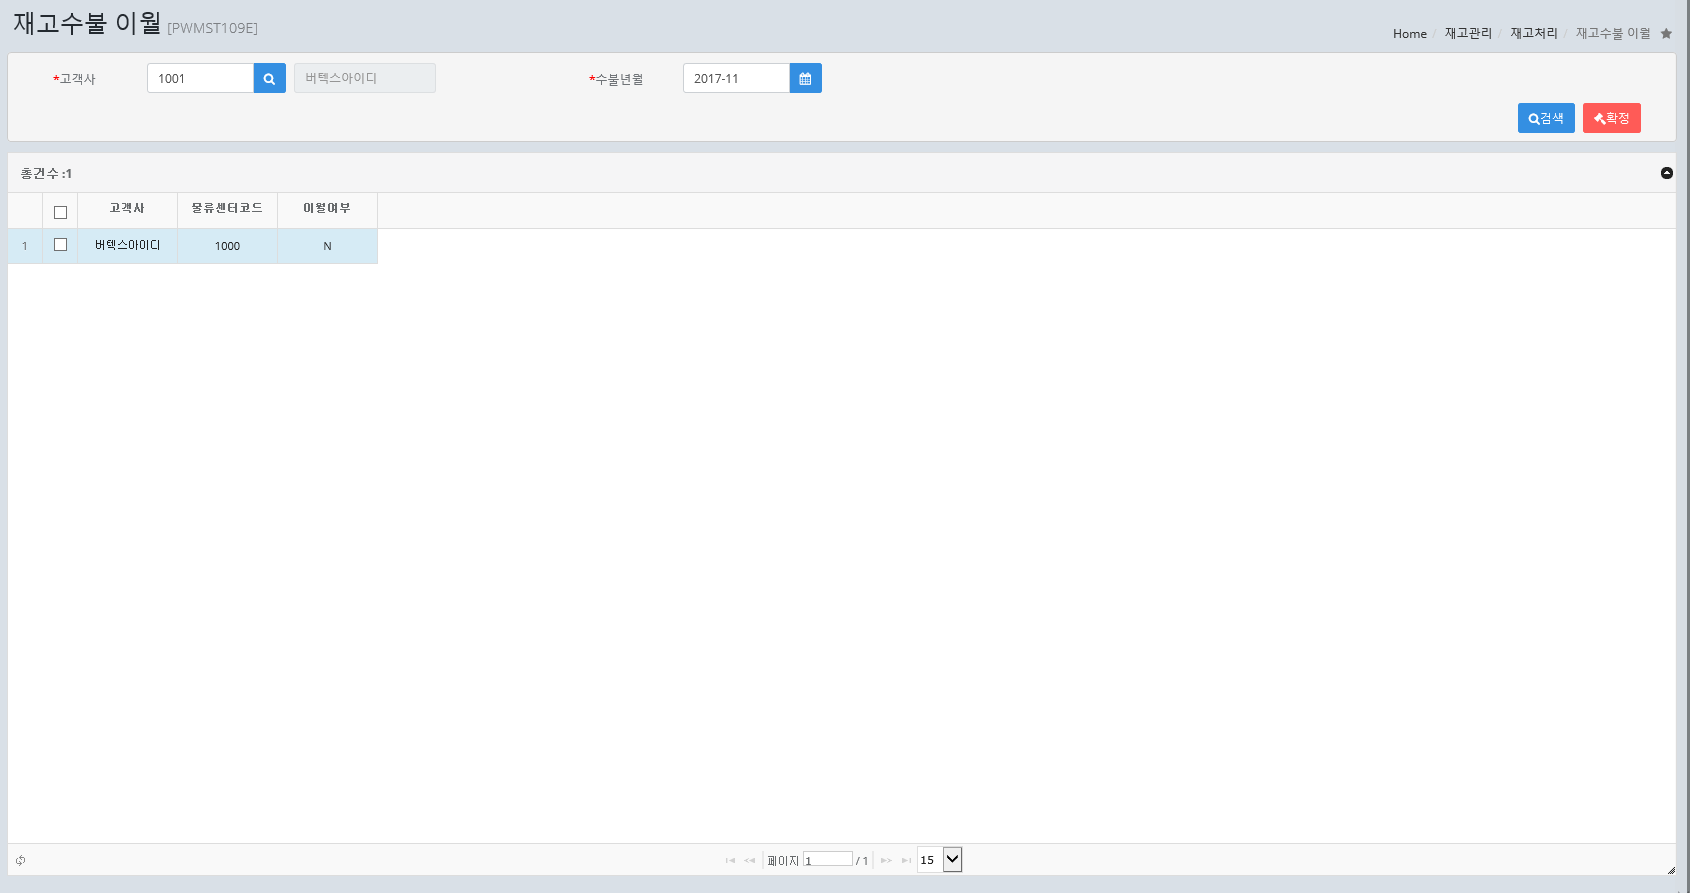 재고수불 이월 [PWMST109E]
Home / 재고관리 / 재고처리 / 재고수불 이월
*고객사 1001 버텍스아이디 *수불년월 2017-11
검색 확정
총건수 :1
고객사 물류센터코드 이월여부
1 버텍스아이디 1000 N
페이지 1 / 1 15